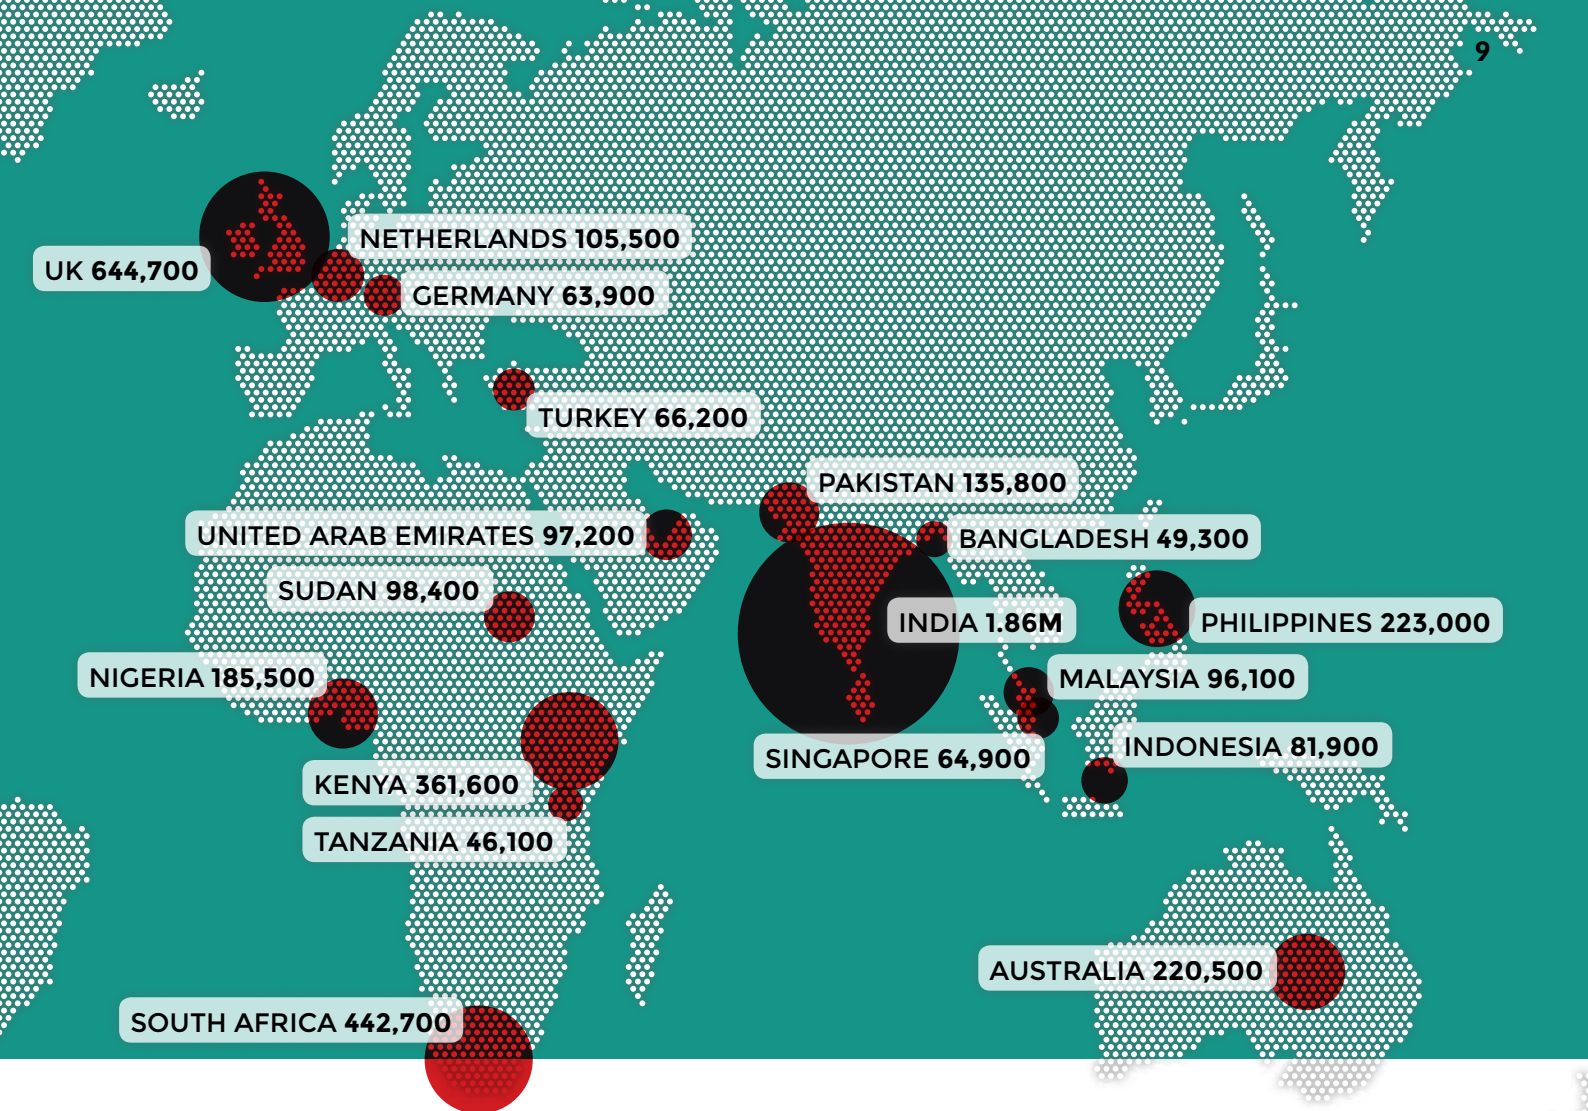 9
NETHERLANDS 105,500
UK 644,700
GERMANY 63,900
TURKEY 66,200
PAKISTAN 135,800
UNITED ARAB EMIRATES 97,200
BANGLADESH 49,300
SUDAN 98,400
INDIA 1.86M
PHILIPPINES 223,000
NIGERIA 185,500
MALAYSIA 96,100
INDONESIA 81,900
SINGAPORE 64,900
KENYA 361,600
TANZANIA 46,100
AUSTRALIA 220,500
SOUTH AFRICA 442,700